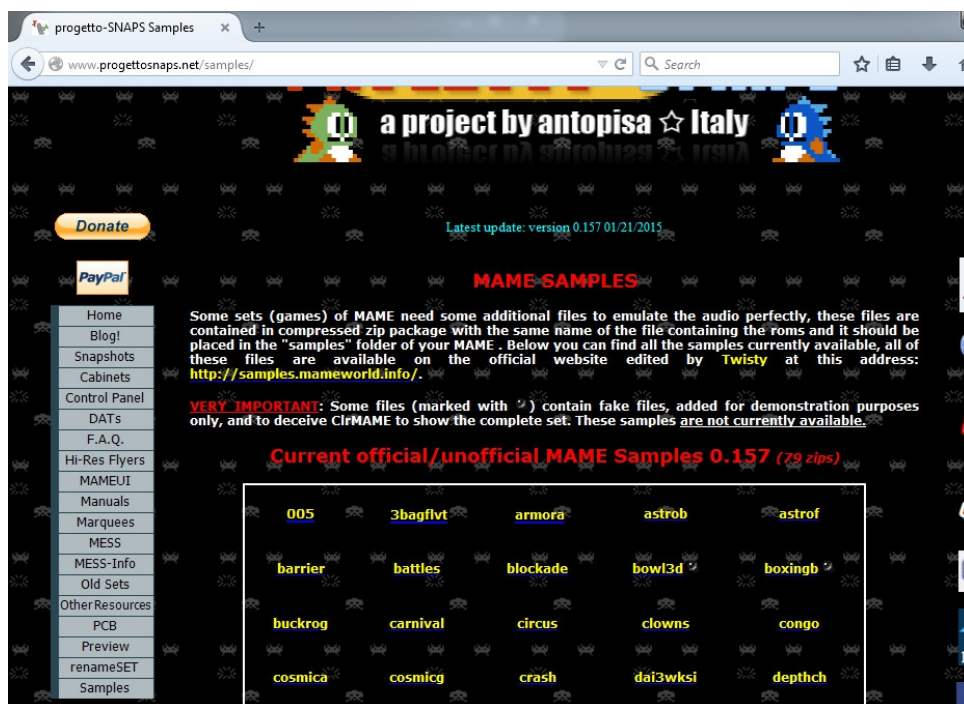 progetto-SNAPS Samples
www.progettosnaps.net/samples/
Search
a project by antopisa ☆ Italy
Donate
Latest update: version 0.157 01/21/2015
PayPal
MAME SAMPLES
Home
Blog!
Snapshots
Cabinets
Control Panel
DATs
F.A.Q.
Hi-Res Flyers
MAMEUI
Manuals
Marquees
MESS
MESS-Info
Old Sets
Other Resources
PCB
Preview
renameSET
Samples
Some sets (games) of MAME need some additional files to emulate the audio perfectly, these files are
contained in compressed zip package with the same name of the file containing the roms and it should be
placed in the "samples" folder of your MAME . Below you can find all the samples currently available, all of
these files are available on the official website edited by Twisty at this address:
http://samples.mameworld.info/.
VERY IMPORTANT: Some files (marked with ) contain fake files, added for demonstration purposes
only, and to deceive ClrMAME to show the complete set. These samples are not currently available.
Current official/unofficial MAME Samples 0.157 (79 zips)
005 3bagflvt armora astrob astrof
barrier battles blockade bowl3d boxingb
buckrog carnival circus clowns congo
cosmica cosmicg crash dai3wksi depthch